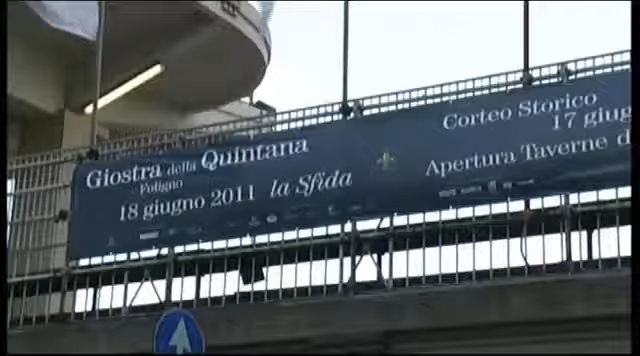 Giostra della Quintana
Foligno
18 giugno 2011 la Sfida
Corteo Storico
17 giug
Apertura Taverne d